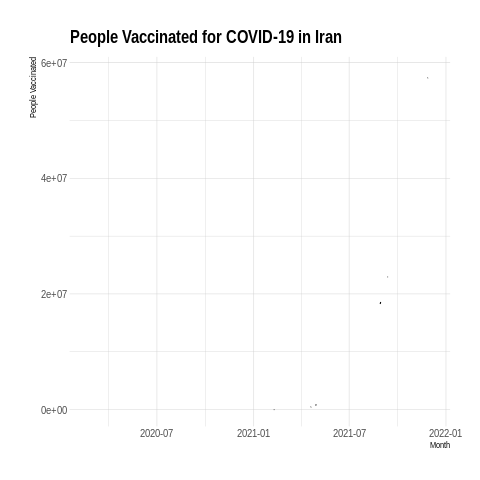 People Vaccinated for COVID-19 in Iran
People Vaccinated
6e+07
4e+07
2e+07
0e+00
2020-07
2021-01
2021-07
2022-01
Month